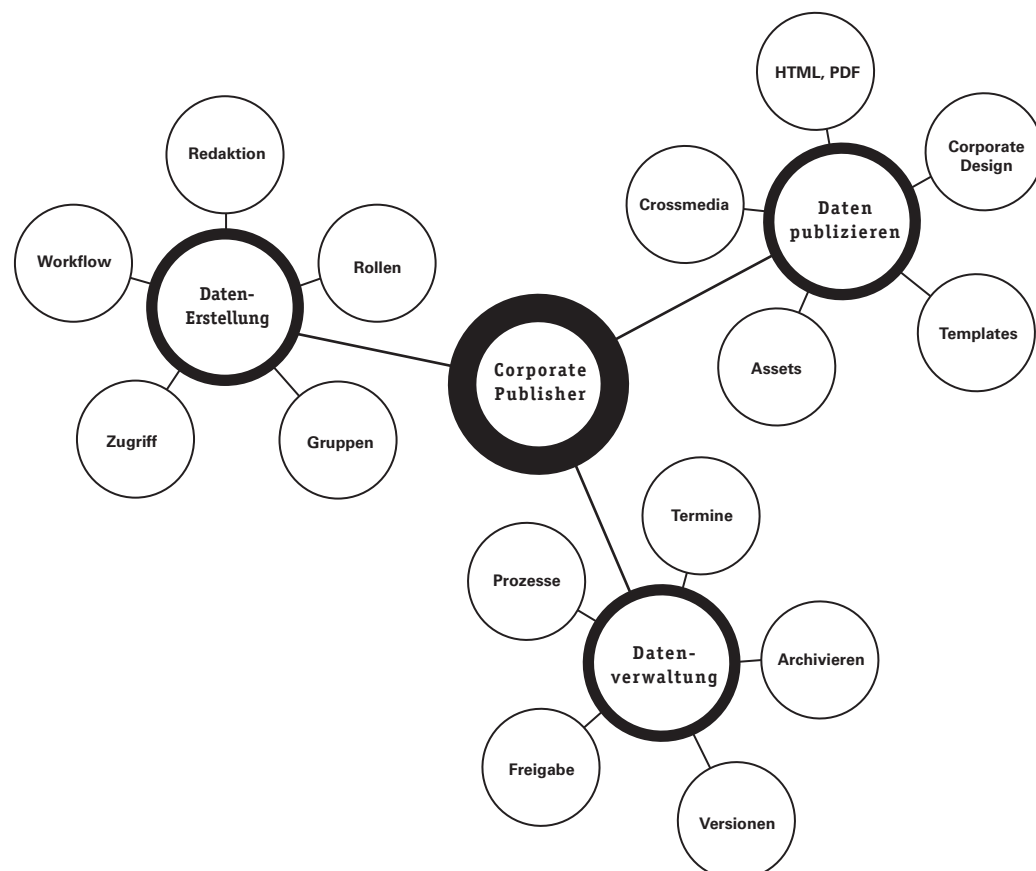 HTML, PDF
Corporate
Design
Crossmedia
Daten
publizieren
Templates
Assets
Redaktion
Workflow
Rollen
Daten-
Erstellung
Zugriff
Gruppen
Corporate
Publisher
Termine
Prozesse
Daten-
verwaltung
Archivieren
Freigabe
Versionen